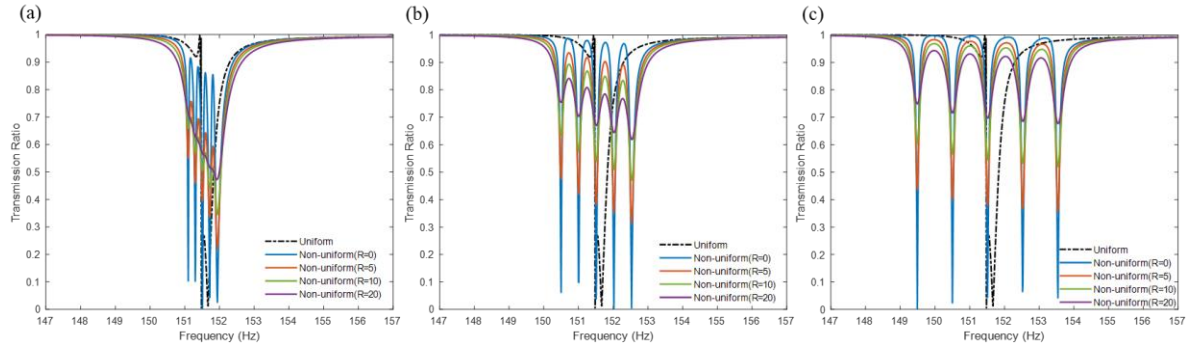 (a)
Transmission Ratio
1
0.9
0.8
0.7
0.6
0.5
0.4
0.3
0.2
0.1
0
Uniform
Non-uniform(R=0)
Non-uniform(R=5)
Non-uniform(R=10)
Non-uniform(R=20)
147 148 149 150 151 152 153 154 155 156 157
Frequency (Hz)
(b)
Transmission Ratio
1
0.9
0.8
0.7
0.6
0.5
0.4
0.3
0.2
0.1
0
Uniform
Non-uniform(R=0)
Non-uniform(R=5)
Non-uniform(R=10)
Non-uniform(R=20)
147 148 149 150 151 152 153 154 155 156 157
Frequency (Hz)
(c)
Transmission Ratio
1
0.9
0.8
0.7
0.6
0.5
0.4
0.3
0.2
0.1
0
Uniform
Non-uniform(R=0)
Non-uniform(R=5)
Non-uniform(R=10)
Non-uniform(R=20)
147 148 149 150 151 152 153 154 155 156 157
Frequency (Hz)